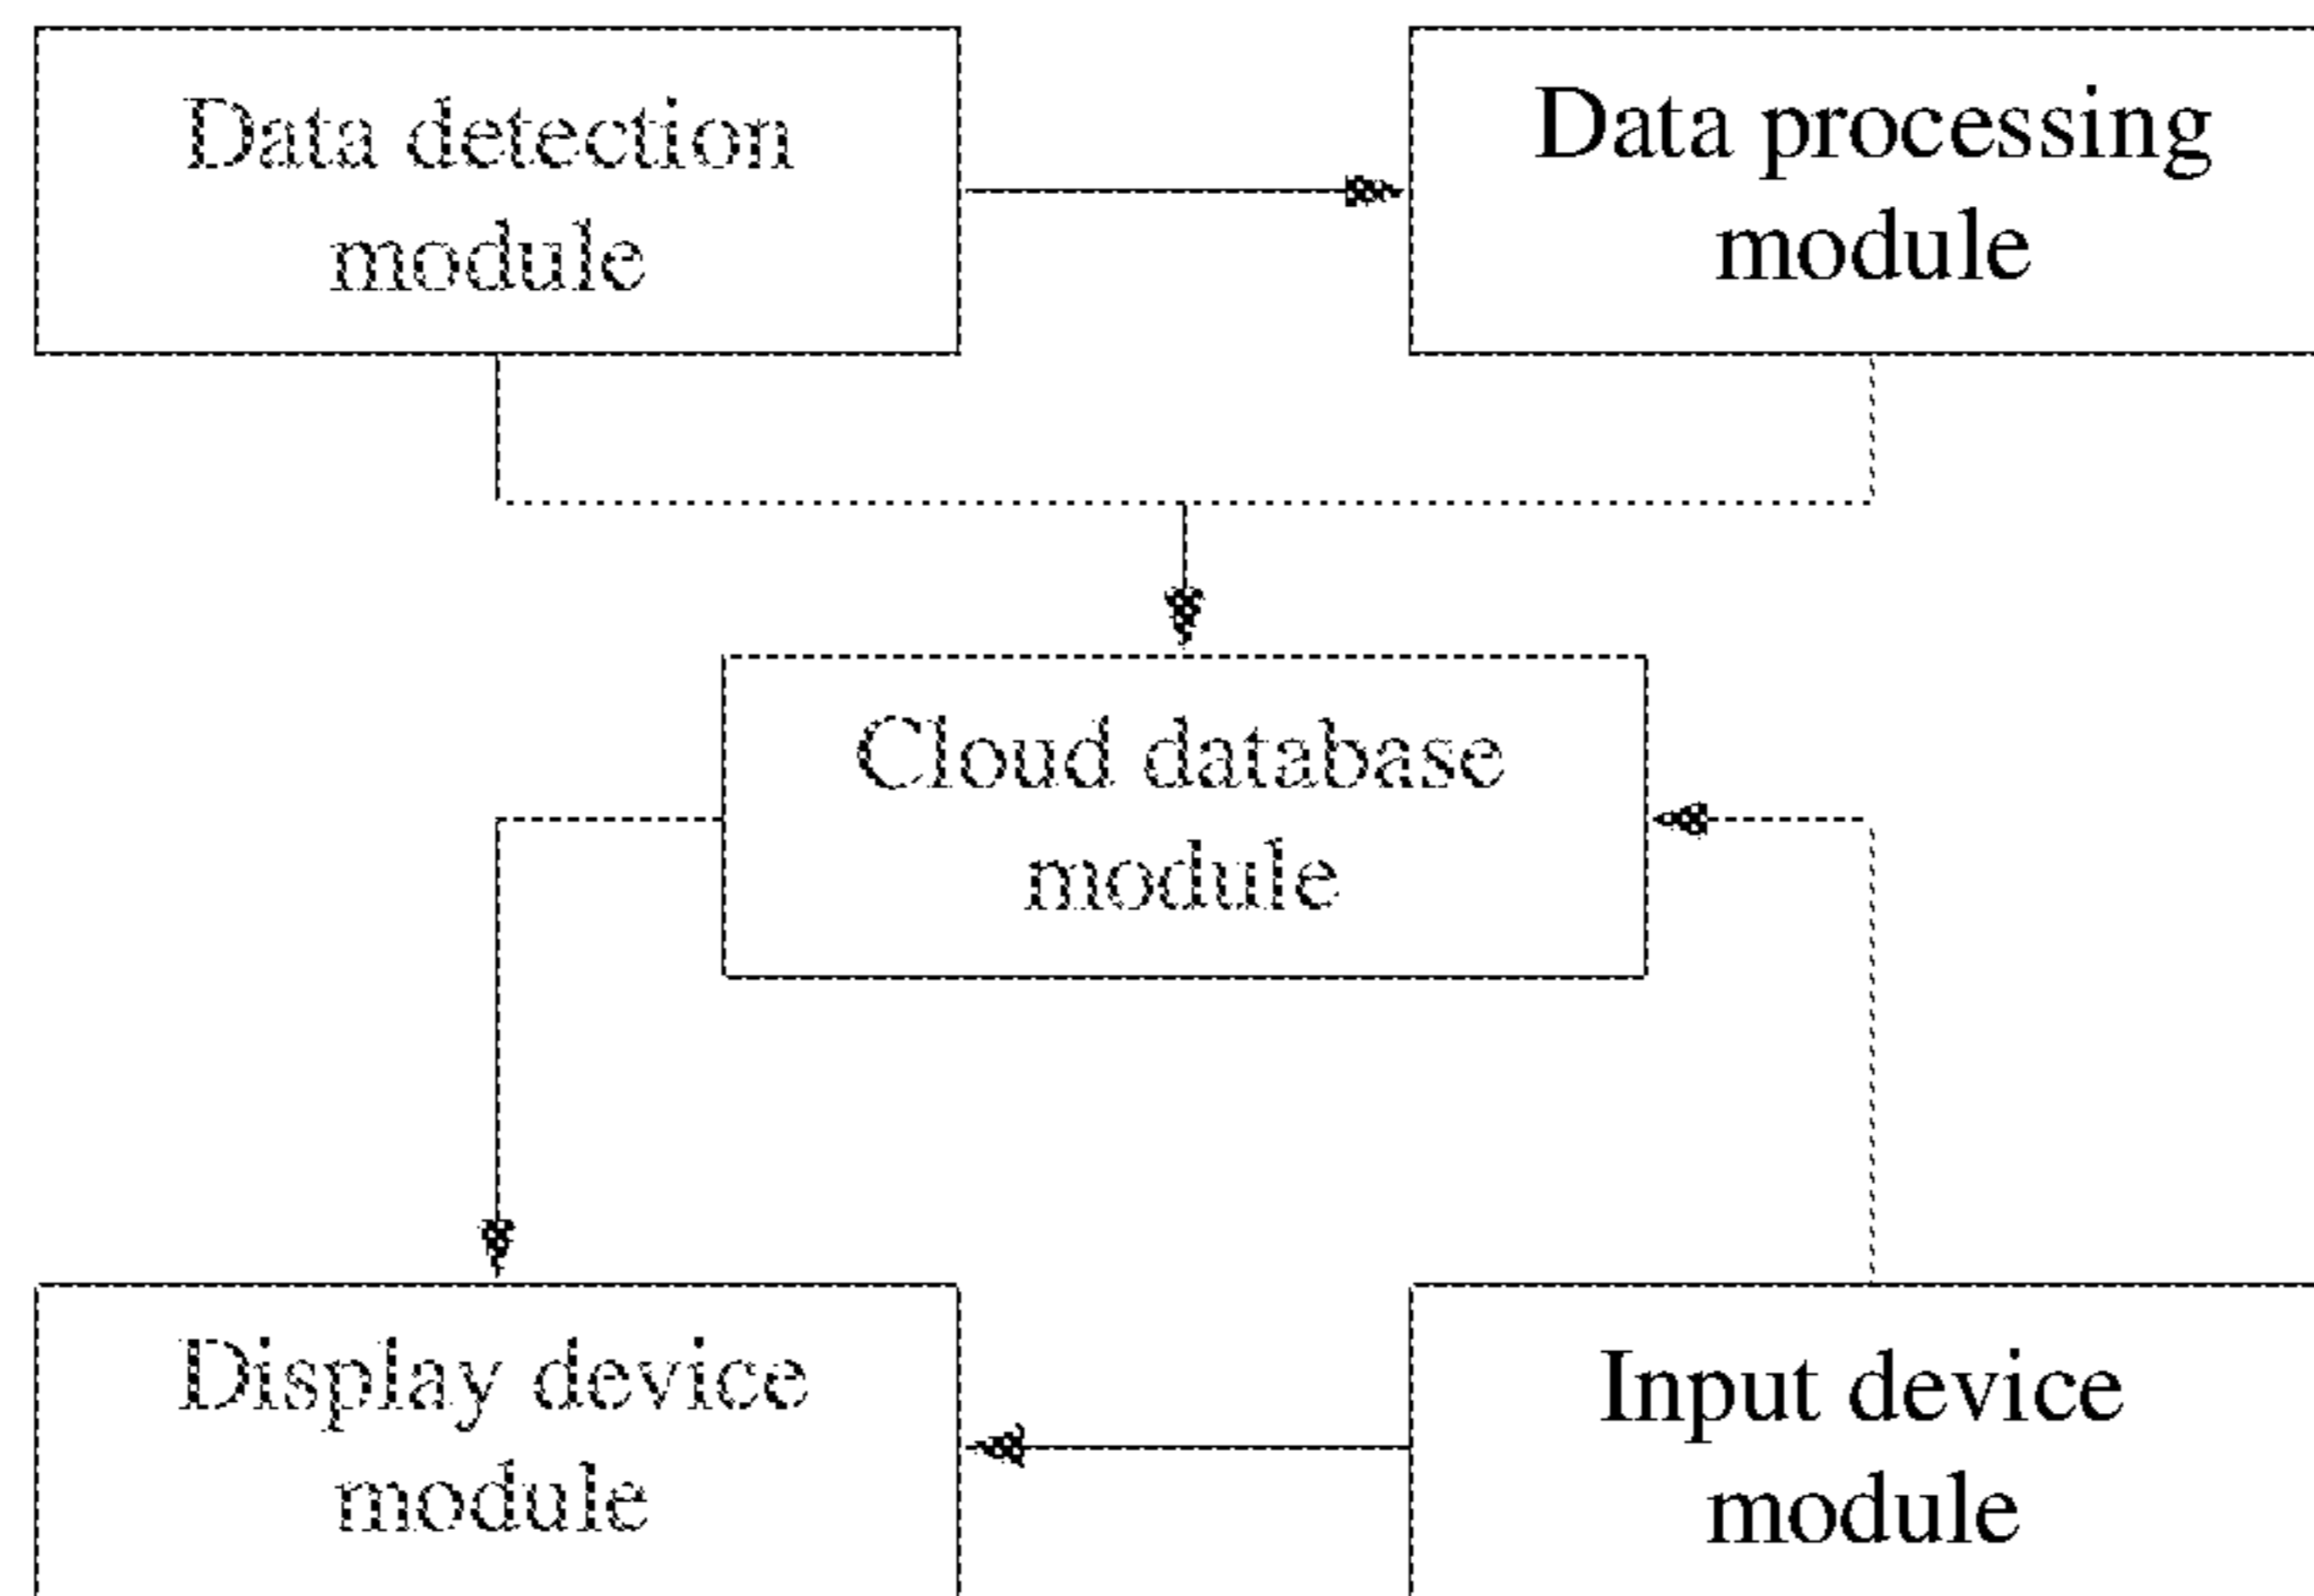 Data detection
module
Data processing
module
Cloud database
module
Display device
module
Input device
module